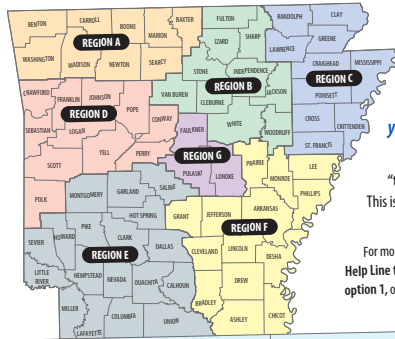 BENTON
CARROLL
BOONE
MARION
BAXTER
REGION A
WASHINGTON
MADISON
NEWTON
SEARCY
FULTON
IZARD
SHARP
STONE
INDEPENDENCE
REGION B
VAN BUREN
CLEBURNE
JACKSON
WHITE
WOODRUFF
RANDOLPH
CLAY
LAWRENCE
GREENE
CRAIGHEAD
MISSISSIPPI
REGION C
POINSETT
CROSS
CRITTENDEN
ST. FRANCIS
CRAWFORD
FRANKLIN
JOHNSON
POPE
REGION D
SEBASTIAN
LOGAN
CONWAY
YELL
PERRY
SCOTT
POLK
FAULKNER
REGION G
PULASKI
LONOKE
PRAIRIE
MONROE
LEE
PHILLIPS
GRANT
JEFFERSON
ARKANSAS
REGION F
CLEVELAND
LINCOLN
DESHA
DREW
BRADLEY
ASHLEY
CHICOT
MONTGOMERY
GARLAND
SALINE
HOT SPRING
PIKE
CLARK
DALLAS
SEVIER
HOWARD
REGION E
LITTLE
RIVER
HEMPSTEAD
NEVADA
OUACHITA
CALHOUN
MILLER
COLUMBIA
UNION
LAFAYETTE
y
"t
This is
For mo
Help Line t
option 1, o